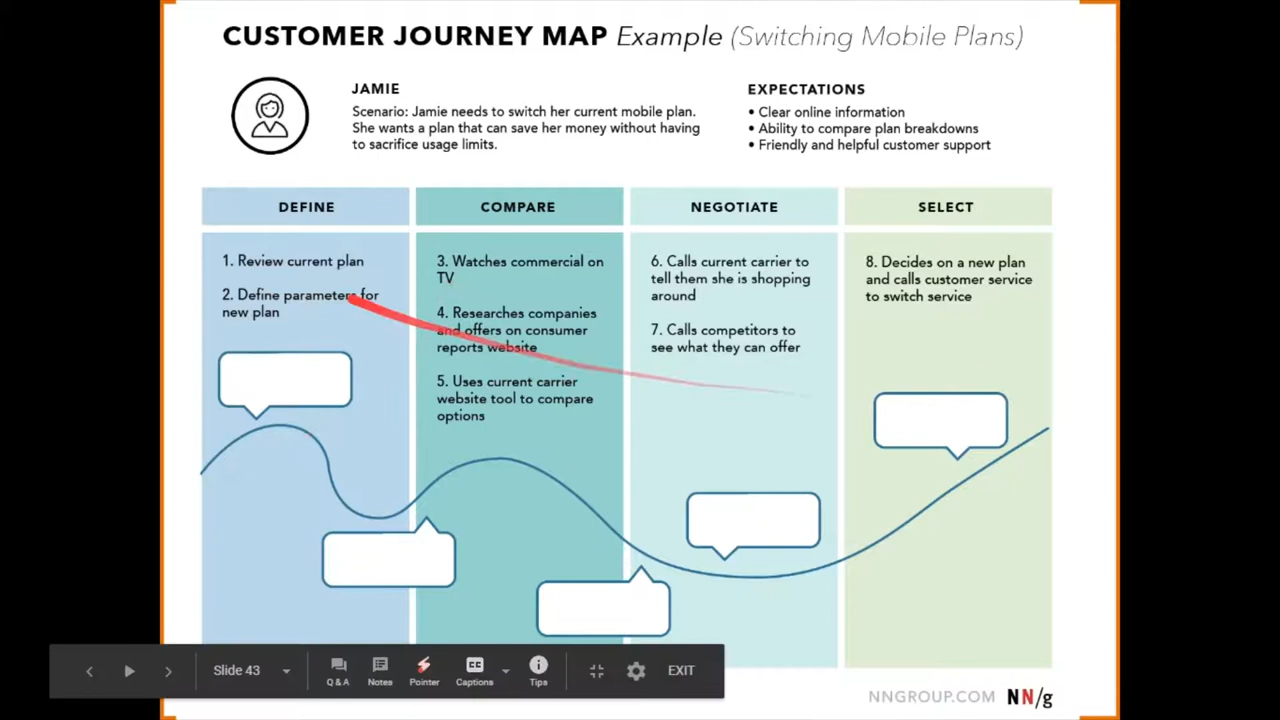 CUSTOMER JOURNEY MAP Example (Switching Mobile Plans)
JAMIE
Scenario: Jamie needs to switch her current mobile plan.
She wants a plan that can save her money without having
to sacrifice usage limits.
EXPECTATIONS
• Clear online information
• Ability to compare plan breakdowns
• Friendly and helpful customer support
DEFINE
1. Review current plan
2. Define parameters for
new plan
COMPARE
3. Watches commercial on
TV
4. Researches companies
and offers on consumer
reports website
5. Uses current carrier
website tool to compare
options
NEGOTIATE
6. Calls current carrier to
tell them she is shopping
around
7. Calls competitors to
see what they can offer
SELECT
8. Decides on a new plan
and calls customer service
to switch service
Slide 43
Q & A
Notes
Pointer
CC
Captions
Tips
EXIT
NNGROUP.COM NN/g